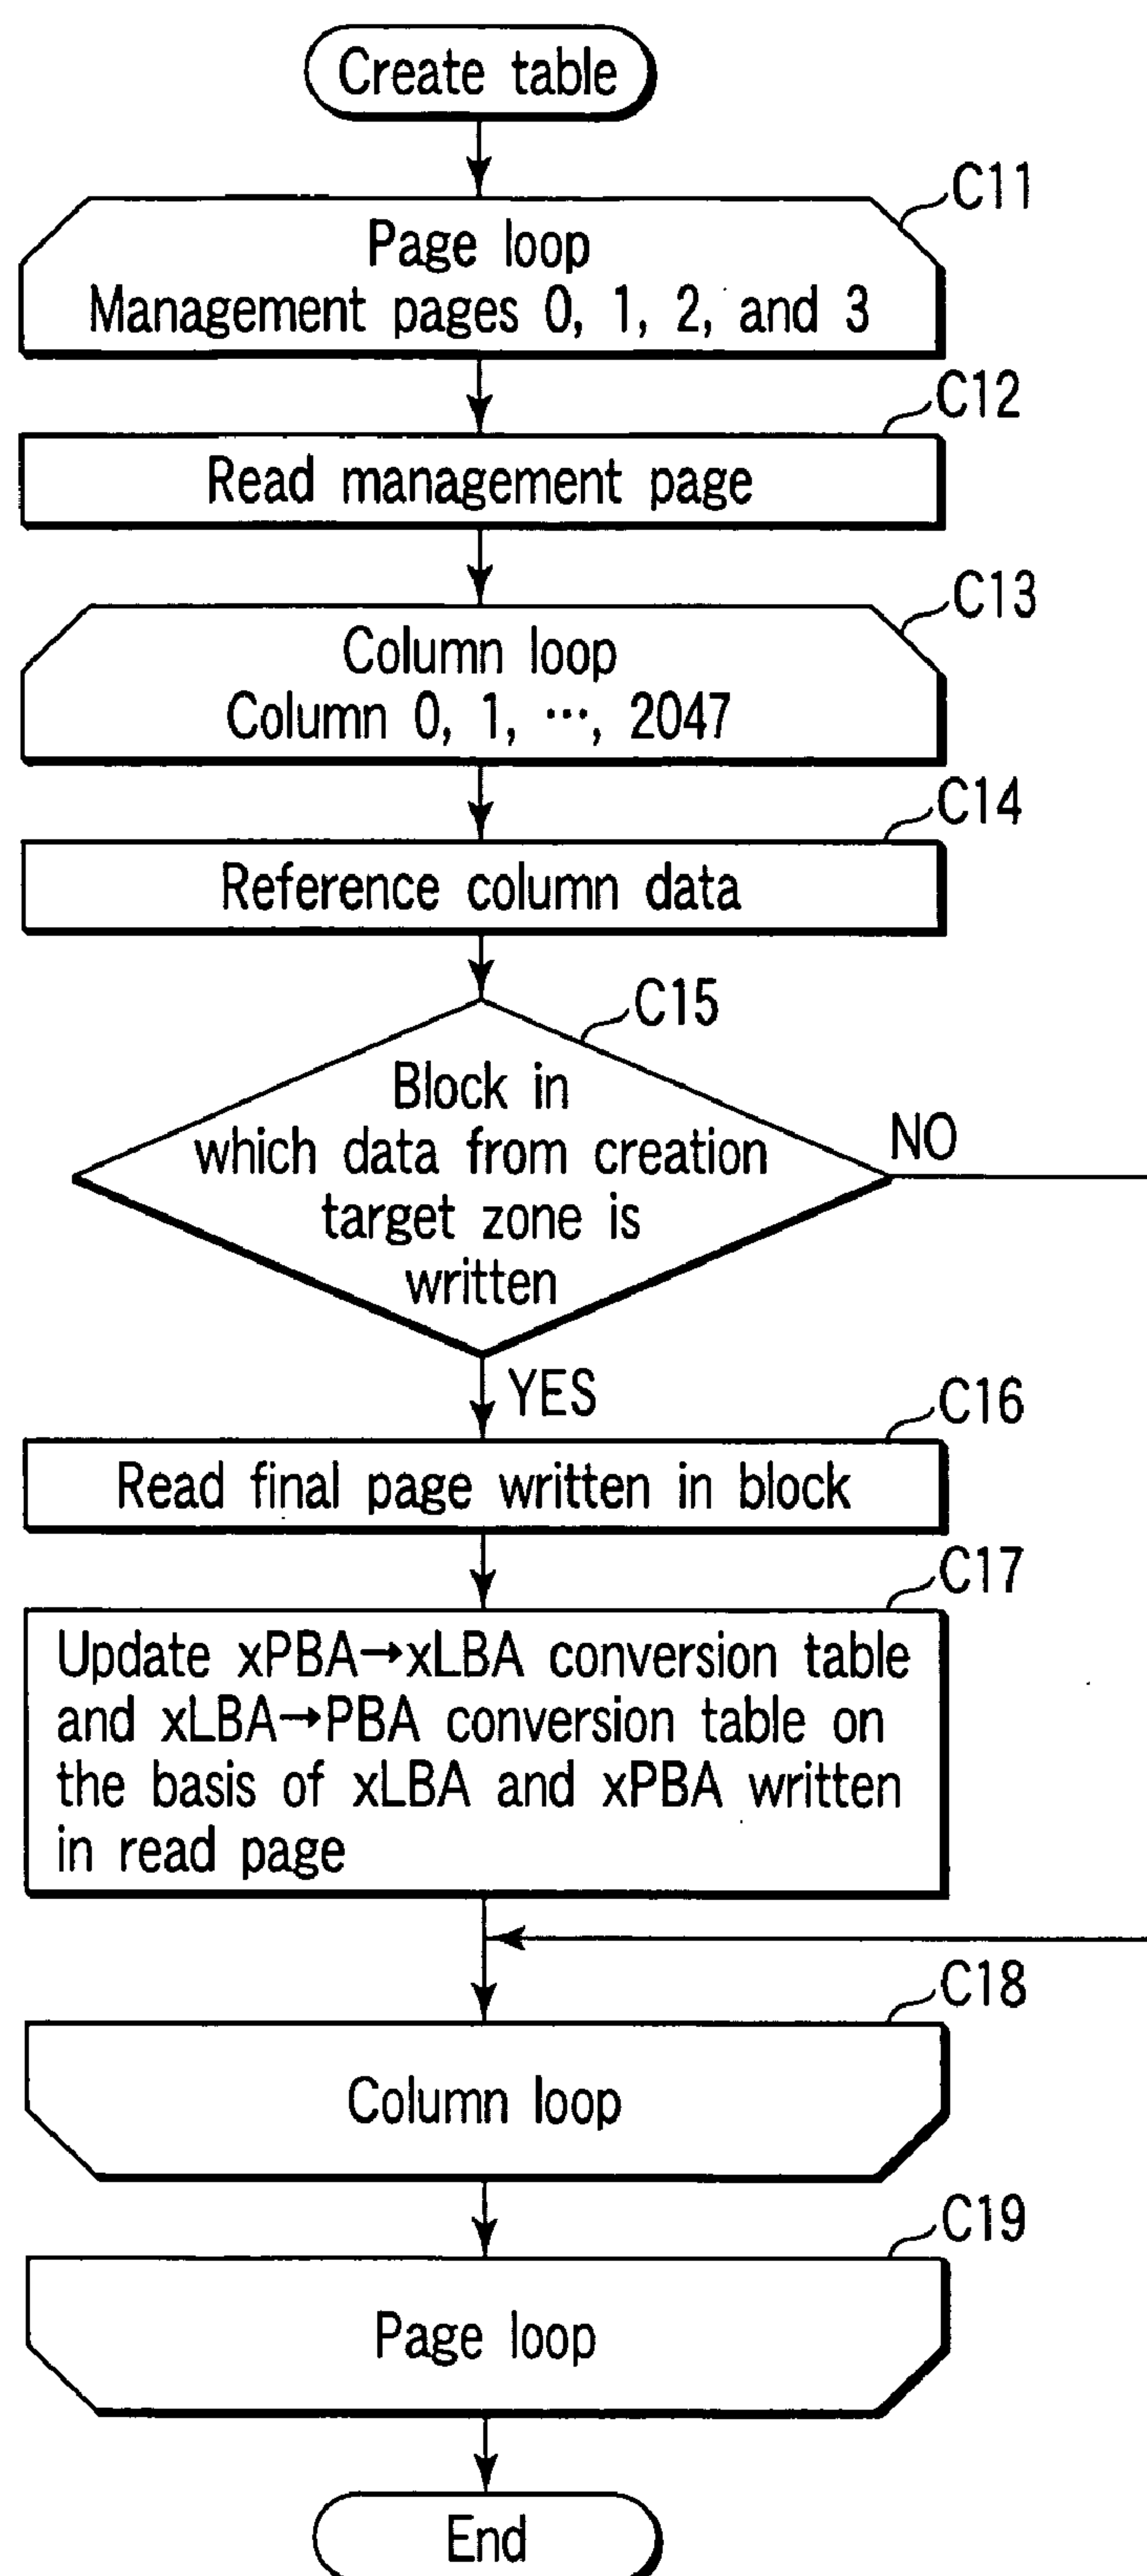 Create table
C11
Page loop
Management pages 0, 1, 2, and 3
C12
Read management page
C13
Column loop
Column 0, 1, ···, 2047
C14
Reference column data
C15
Block in
which data from creation
target zone is
written
NO
YES
C16
Read final page written in block
C17
Update xPBA→xLBA conversion table
and xLBA→PBA conversion table on
the basis of xLBA and xPBA written
in read page
C18
Column loop
C19
Page loop
End